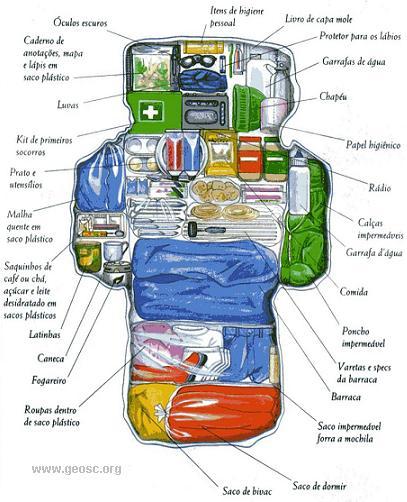 Óculos escuros
Itens de higiene
pessoal
Livro de capa mole
Protetor para os lábios
Caderno de
anotações, mapa
e lápis em
saco plástico
Garrafas de água
Luvas
Chapéu
Kit de primeiros
socorros
Papel higiênico
Prato e
utensílios
Rádio
Malha
quente em
saco plástico
Calças
impermeáveis
Garrafa d'água
Saquinhos de
café ou chá,
açúcar e leite
desidratado em
sacos plásticos
Comida
Latinhas
Poncho
impermeável
Caneca
Varetas e specs
da barraca
Fogareiro
Barraca
Roupas dentro
de saco plástico
Saco impermeável
forra a mochila
www.geosc.org
Saco de bivac
Saco de dormir